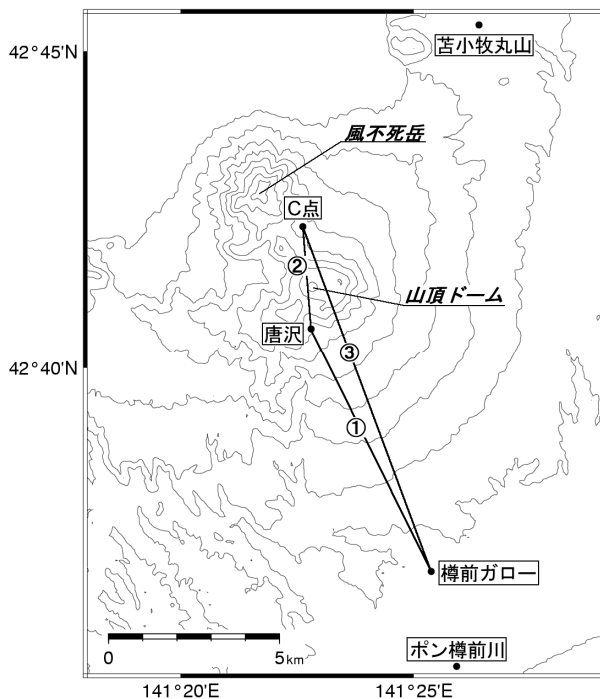 42°45'N
苫小牧丸山
風不死岳
C点
②
山頂ドーム
唐沢
③
42°40'N
①
樽前ガロー
ポン樽前川
0 5km
141°20'E 141°25'E